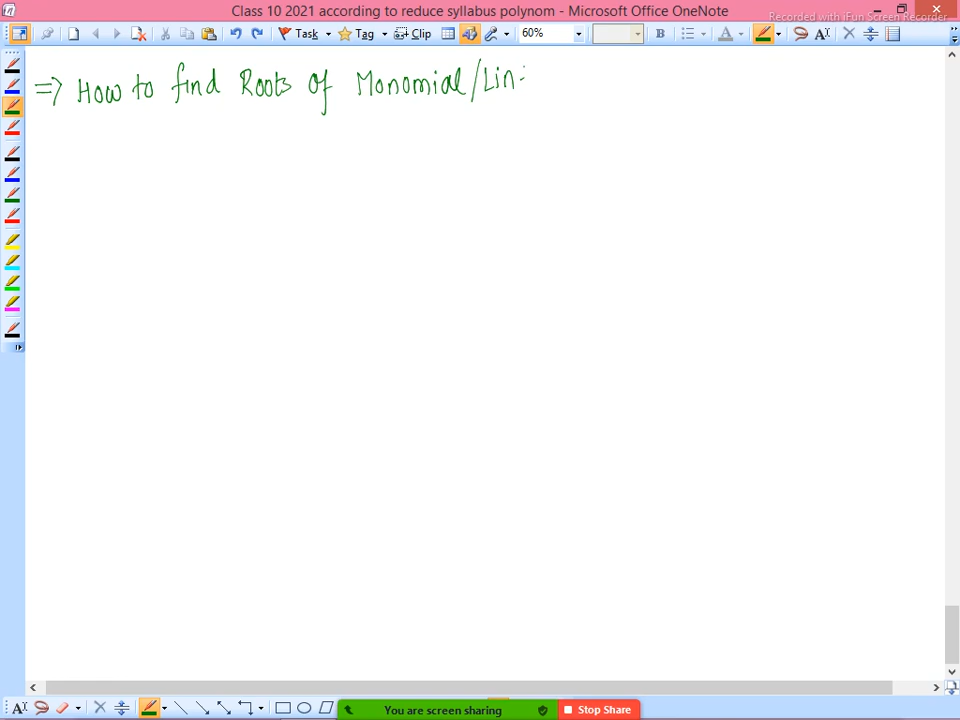 Class 10 2021 according to reduce syllabus polynom - Microsoft Office OneNote
Recorded with iFun Screen Recorder
Task Tag Clip 60% B A
⇒ How to find Roots of Monomial/Lin
You are screen sharing Stop Share